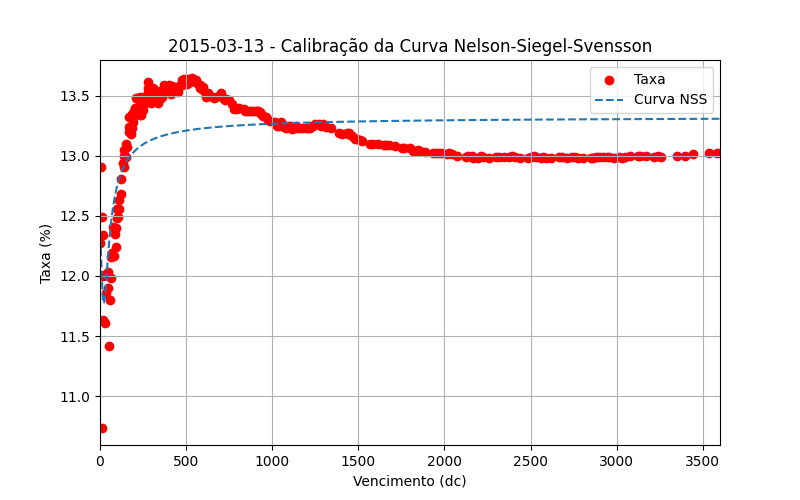 2015-03-13 - Calibração da Curva Nelson-Siegel-Svensson
Taxa
Curva NSS
Taxa (%)
13.5
13.0
12.5
12.0
11.5
11.0
0 500 1000 1500 2000 2500 3000 3500
Vencimento (dc)